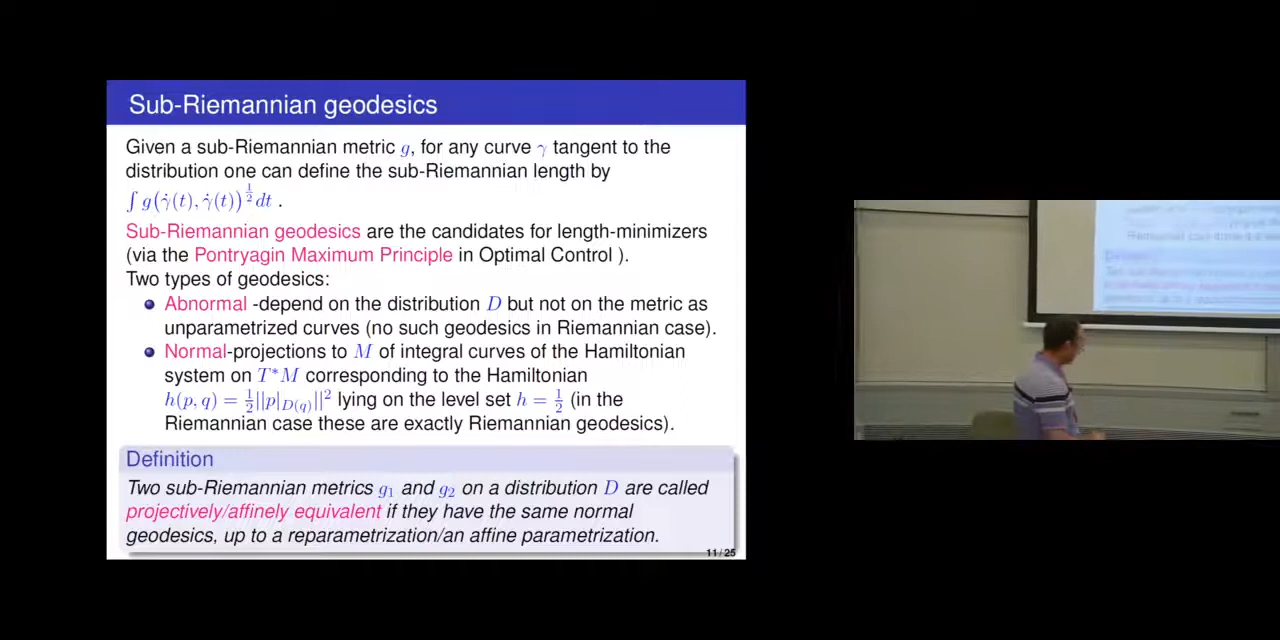 Sub-Riemannian geodesics
Given a sub-Riemannian metric g, for any curve γ tangent to the
distribution one can define the sub-Riemannian length by
∫ g(γ̇(t), γ̇(t))^{1/2} dt .
Sub-Riemannian geodesics are the candidates for length-minimizers
(via the Pontryagin Maximum Principle in Optimal Control ).
Two types of geodesics:
Abnormal -depend on the distribution D but not on the metric as
unparametrized curves (no such geodesics in Riemannian case).
Normal-projections to M of integral curves of the Hamiltonian
system on T*M corresponding to the Hamiltonian
h(p, q) = 1/2||p|_{D(q)}||² lying on the level set h = 1/2 (in the
Riemannian case these are exactly Riemannian geodesics).
Definition
Two sub-Riemannian metrics g₁ and g₂ on a distribution D are called
projectively/affinely equivalent if they have the same normal
geodesics, up to a reparametrization/an affine parametrization.
11 / 25